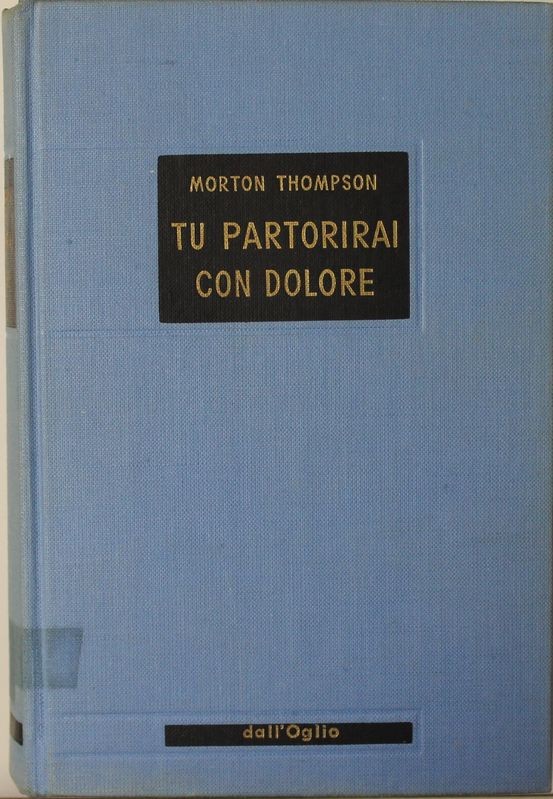 MORTON THOMPSON
TU PARTORIRAI
CON DOLORE
dall'Oglio